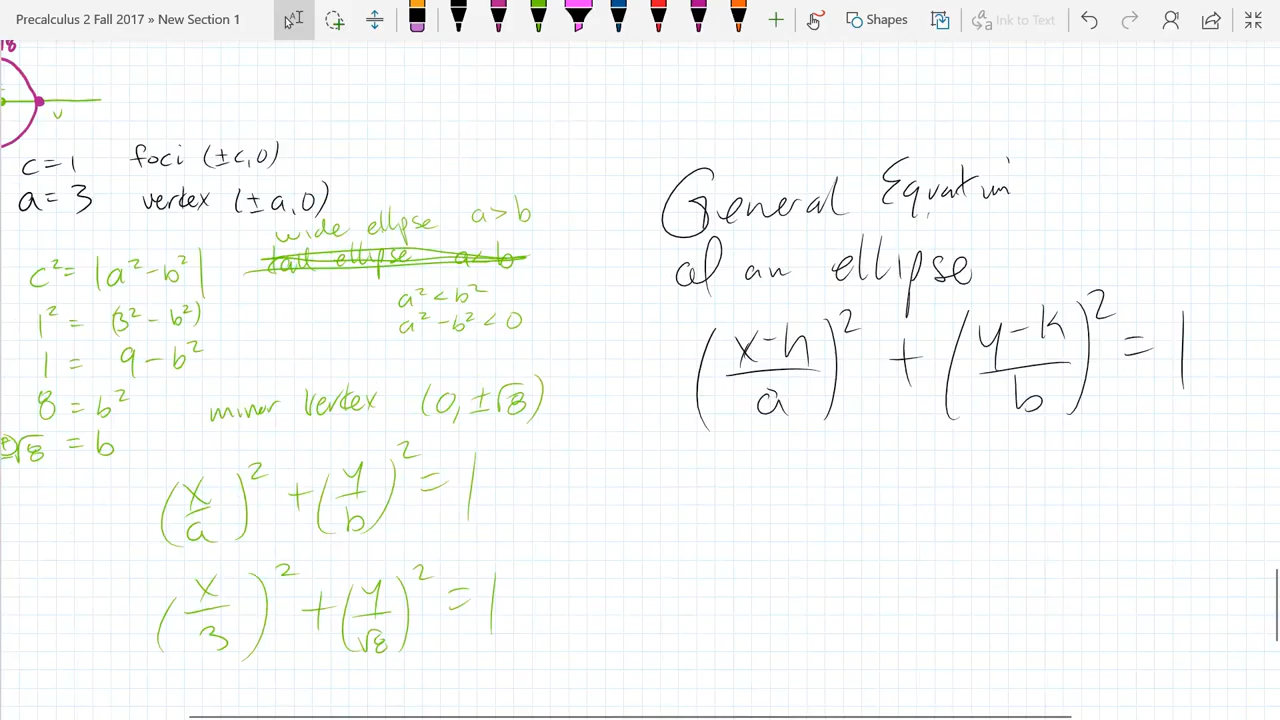 Precalculus 2 Fall 2017 » New Section 1
Shapes
Ink to Text
18
v
c=1 foci (±c,0)
a=3 vertex (±a,0)
wide ellipse a>b
tall ellipse a<b
c²=|a²-b²|
a²<b²
a²-b²<0
1² = (3²-b²)
1 = 9-b²
8 = b²
minor vertex (0,±√8)
√8 = b
(x/a)² + (y/b)² = 1
(x/3)² + (y/√8)² = 1
General Equation
of an ellipse
((x-h)/a)² + ((y-k)/b)² = 1